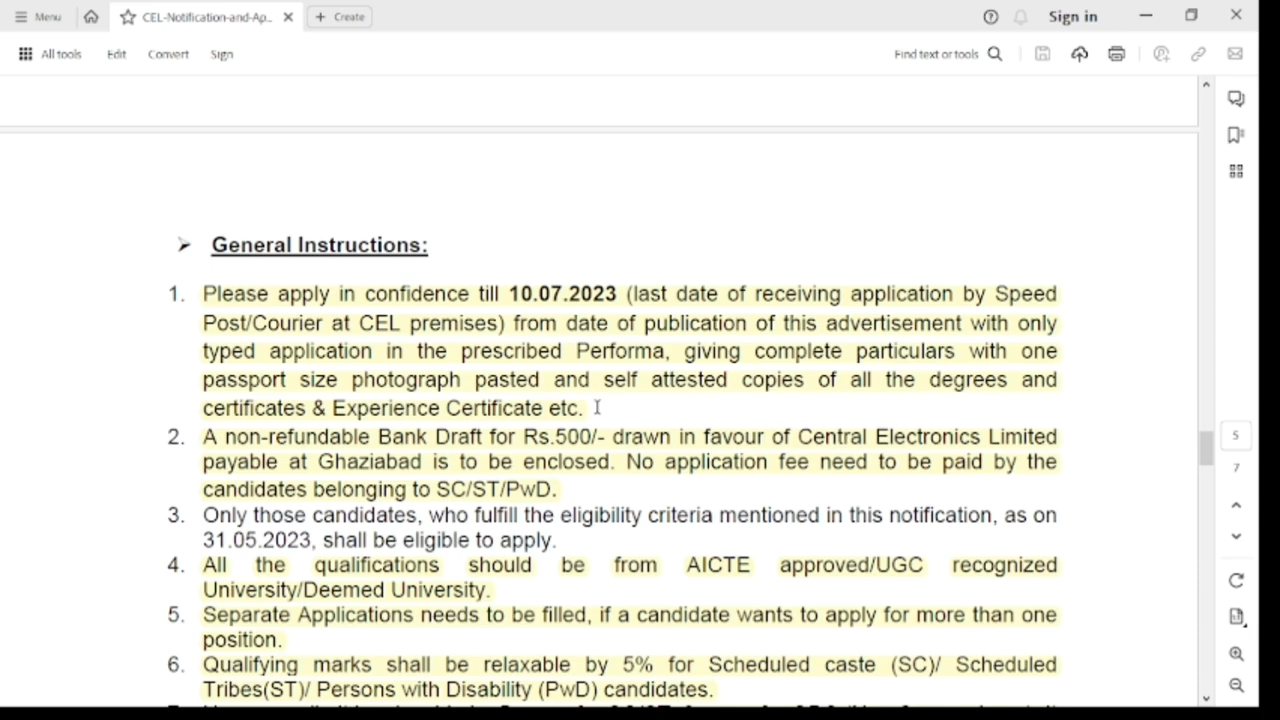 Menu
CEL-Notification-and-Ap...
Create
Sign in
All tools
Edit
Convert
Sign
Find text or tools
General Instructions:
1. Please apply in confidence till 10.07.2023 (last date of receiving application by Speed
Post/Courier at CEL premises) from date of publication of this advertisement with only
typed application in the prescribed Performa, giving complete particulars with one
passport size photograph pasted and self attested copies of all the degrees and
certificates & Experience Certificate etc.
2. A non-refundable Bank Draft for Rs.500/- drawn in favour of Central Electronics Limited
payable at Ghaziabad is to be enclosed. No application fee need to be paid by the
candidates belonging to SC/ST/PwD.
3. Only those candidates, who fulfill the eligibility criteria mentioned in this notification, as on
31.05.2023, shall be eligible to apply.
4. All the qualifications should be from AICTE approved/UGC recognized
University/Deemed University.
5. Separate Applications needs to be filled, if a candidate wants to apply for more than one
position.
6. Qualifying marks shall be relaxable by 5% for Scheduled caste (SC)/ Scheduled
Tribes(ST)/ Persons with Disability (PwD) candidates.
5
7